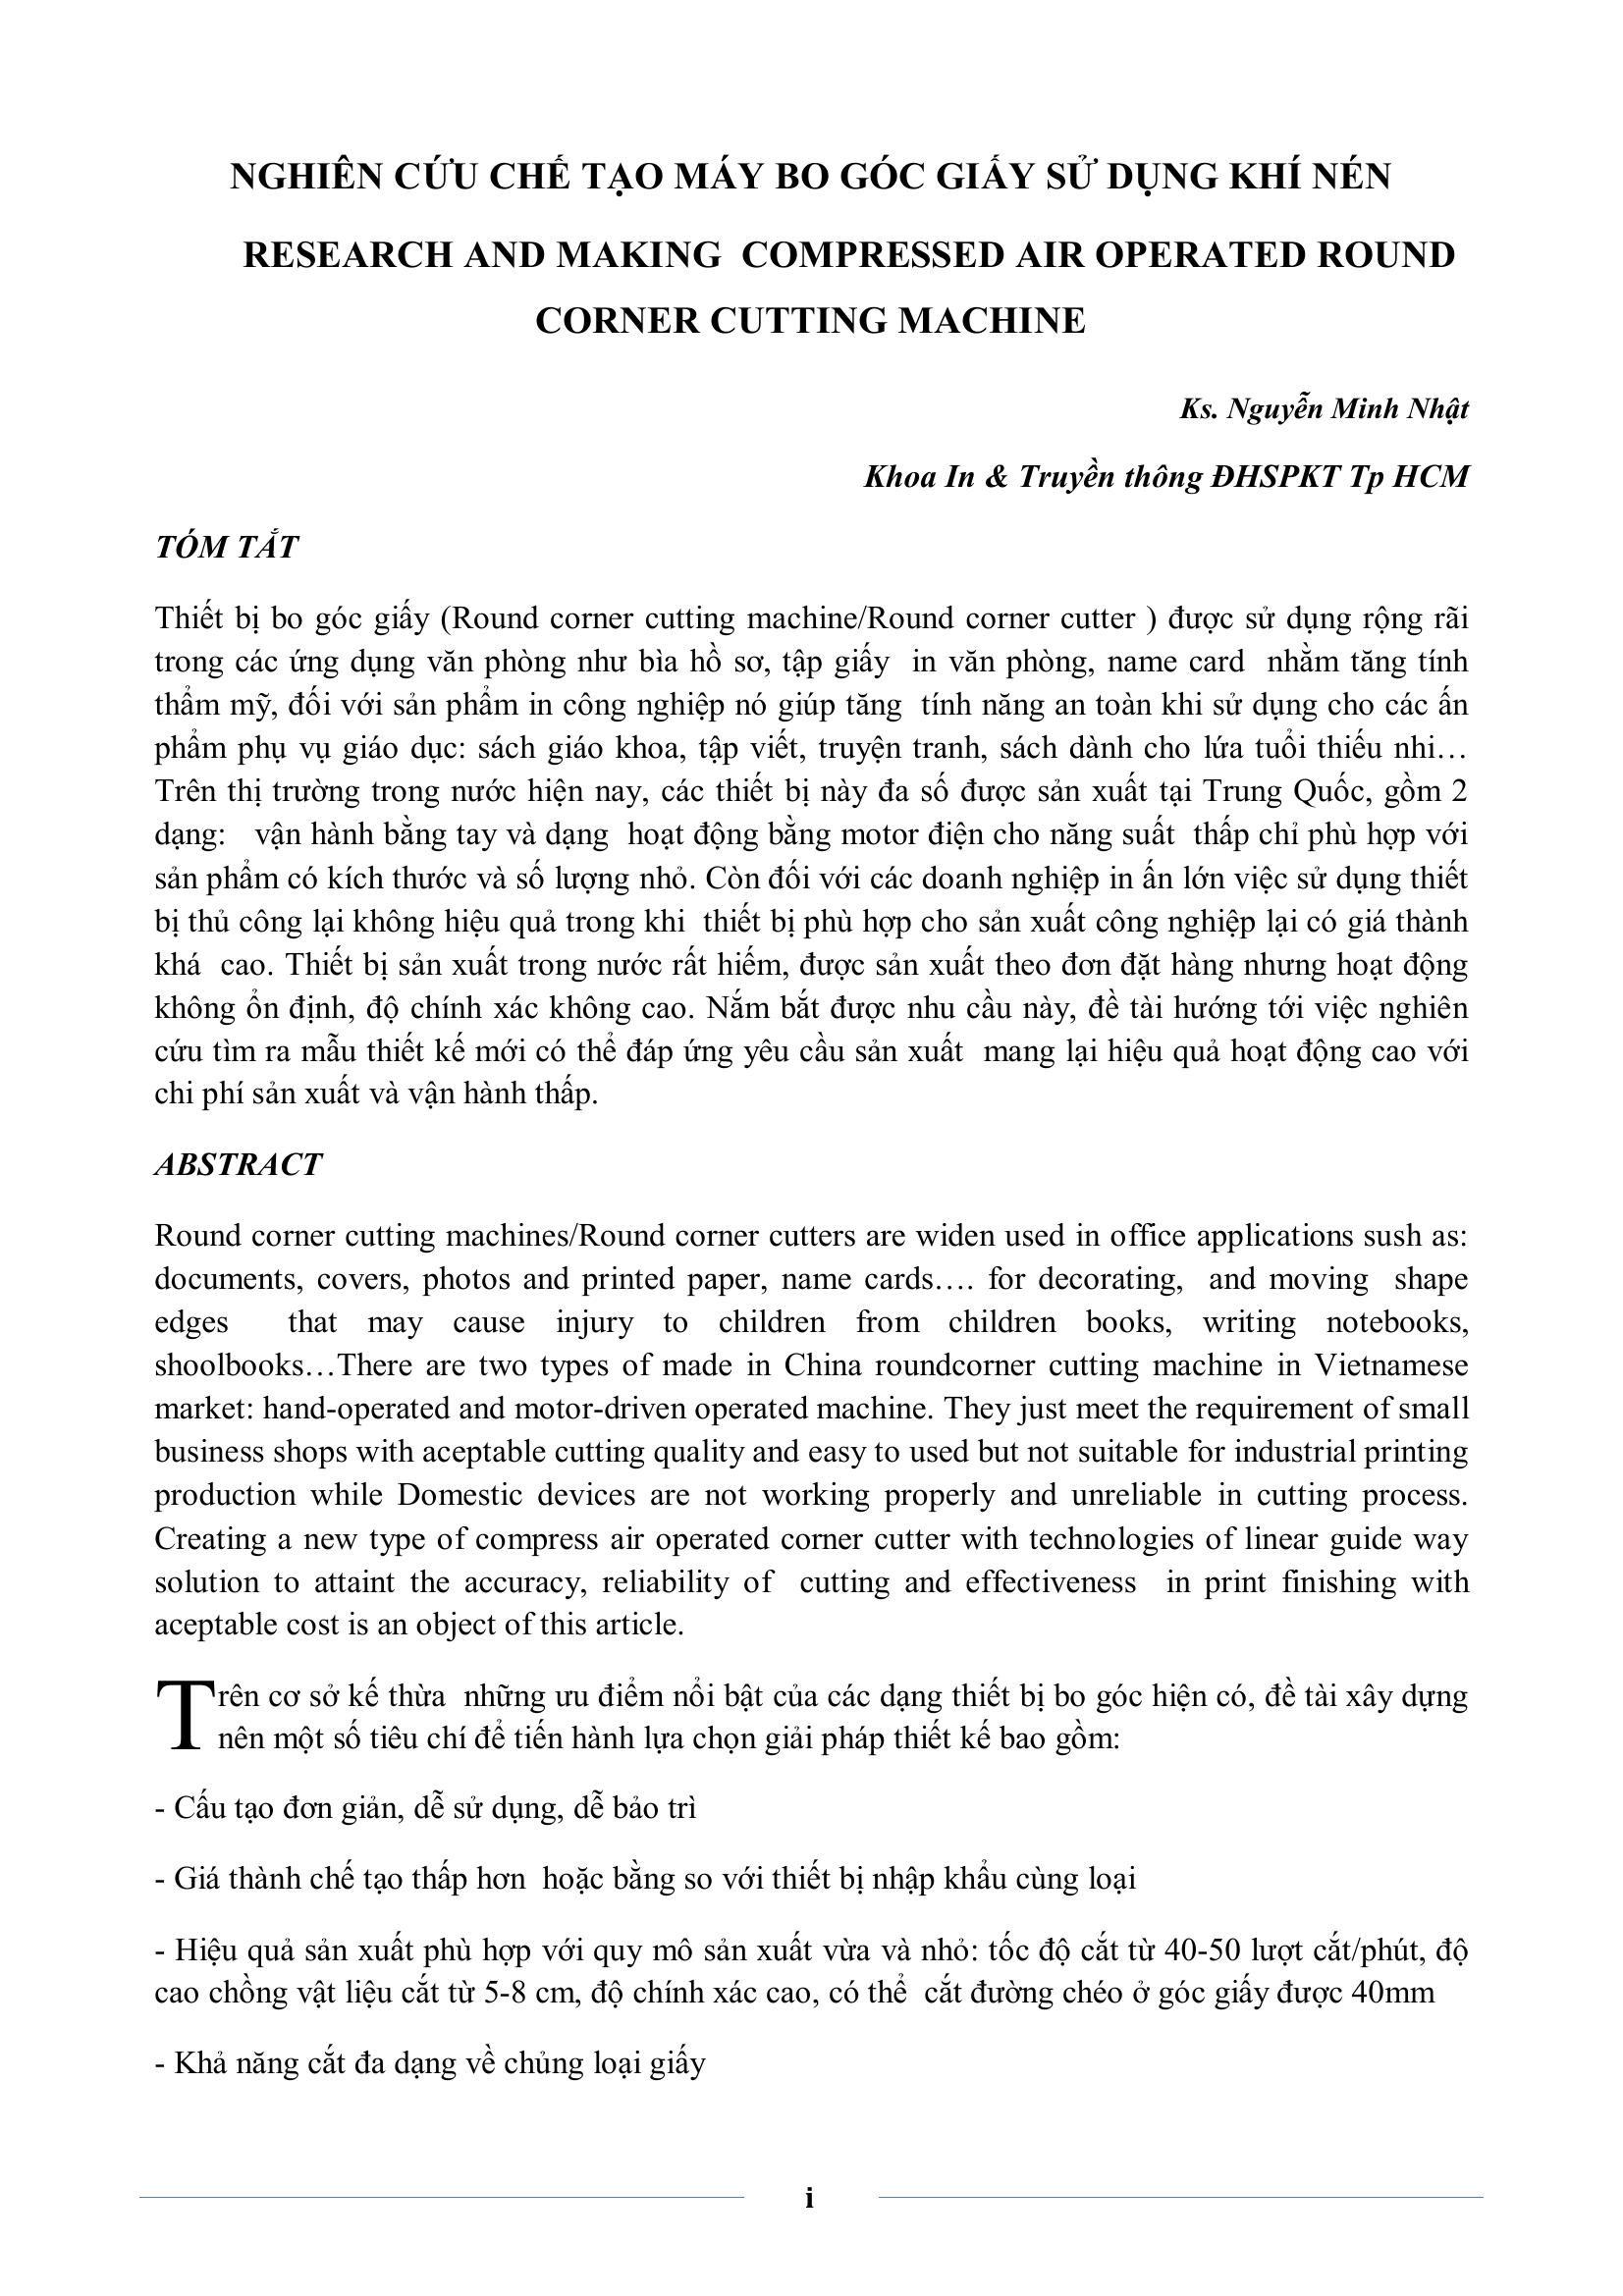 NGHIÊN CỨU CHẾ TẠO MÁY BO GÓC GIẤY SỬ DỤNG KHÍ NÉN
RESEARCH AND MAKING COMPRESSED AIR OPERATED ROUND
CORNER CUTTING MACHINE
Ks. Nguyễn Minh Nhật
Khoa In & Truyền thông ĐHSPKT Tp HCM
TÓM TẮT
Thiết bị bo góc giấy (Round corner cutting machine/Round corner cutter ) được sử dụng rộng rãi
trong các ứng dụng văn phòng như bìa hồ sơ, tập giấy in văn phòng, name card nhằm tăng tính
thẩm mỹ, đối với sản phẩm in công nghiệp nó giúp tăng tính năng an toàn khi sử dụng cho các ấn
phẩm phụ vụ giáo dục: sách giáo khoa, tập viết, truyện tranh, sách dành cho lứa tuổi thiếu nhi…
Trên thị trường trong nước hiện nay, các thiết bị này đa số được sản xuất tại Trung Quốc, gồm 2
dạng: vận hành bằng tay và dạng hoạt động bằng motor điện cho năng suất thấp chỉ phù hợp với
sản phẩm có kích thước và số lượng nhỏ. Còn đối với các doanh nghiệp in ấn lớn việc sử dụng thiết
bị thủ công lại không hiệu quả trong khi thiết bị phù hợp cho sản xuất công nghiệp lại có giá thành
khá cao. Thiết bị sản xuất trong nước rất hiếm, được sản xuất theo đơn đặt hàng nhưng hoạt động
không ổn định, độ chính xác không cao. Nắm bắt được nhu cầu này, đề tài hướng tới việc nghiên
cứu tìm ra mẫu thiết kế mới có thể đáp ứng yêu cầu sản xuất mang lại hiệu quả hoạt động cao với
chi phí sản xuất và vận hành thấp.
ABSTRACT
Round corner cutting machines/Round corner cutters are widen used in office applications sush as:
documents, covers, photos and printed paper, name cards…. for decorating, and moving shape
edges that may cause injury to children from children books, writing notebooks,
shoolbooks…There are two types of made in China roundcorner cutting machine in Vietnamese
market: hand-operated and motor-driven operated machine. They just meet the requirement of small
business shops with aceptable cutting quality and easy to used but not suitable for industrial printing
production while Domestic devices are not working properly and unreliable in cutting process.
Creating a new type of compress air operated corner cutter with technologies of linear guide way
solution to attaint the accuracy, reliability of cutting and effectiveness in print finishing with
aceptable cost is an object of this article.
Trên cơ sở kế thừa những ưu điểm nổi bật của các dạng thiết bị bo góc hiện có, đề tài xây dựng
nên một số tiêu chí để tiến hành lựa chọn giải pháp thiết kế bao gồm:
- Cấu tạo đơn giản, dễ sử dụng, dễ bảo trì
- Giá thành chế tạo thấp hơn hoặc bằng so với thiết bị nhập khẩu cùng loại
- Hiệu quả sản xuất phù hợp với quy mô sản xuất vừa và nhỏ: tốc độ cắt từ 40-50 lượt cắt/phút, độ
cao chồng vật liệu cắt từ 5-8 cm, độ chính xác cao, có thể cắt đường chéo ở góc giấy được 40mm
- Khả năng cắt đa dạng về chủng loại giấy
i